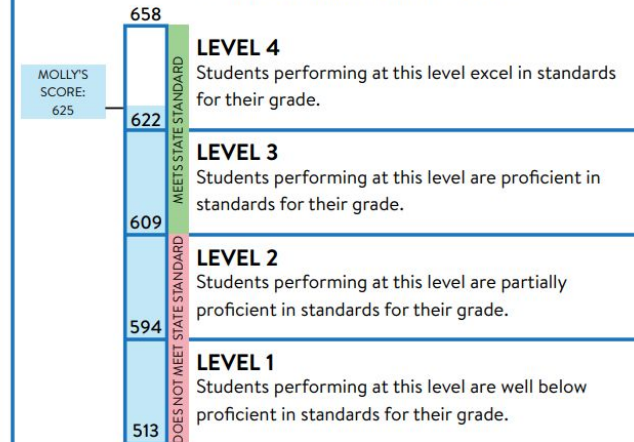 658
LEVEL 4
Students performing at this level excel in standards
for their grade.
MOLLY'S
SCORE:
625
622
MEETS STATE STANDARD
LEVEL 3
Students performing at this level are proficient in
standards for their grade.
609
LEVEL 2
Students performing at this level are partially
proficient in standards for their grade.
594
DOES NOT MEET STATE STANDARD
LEVEL 1
Students performing at this level are well below
proficient in standards for their grade.
513